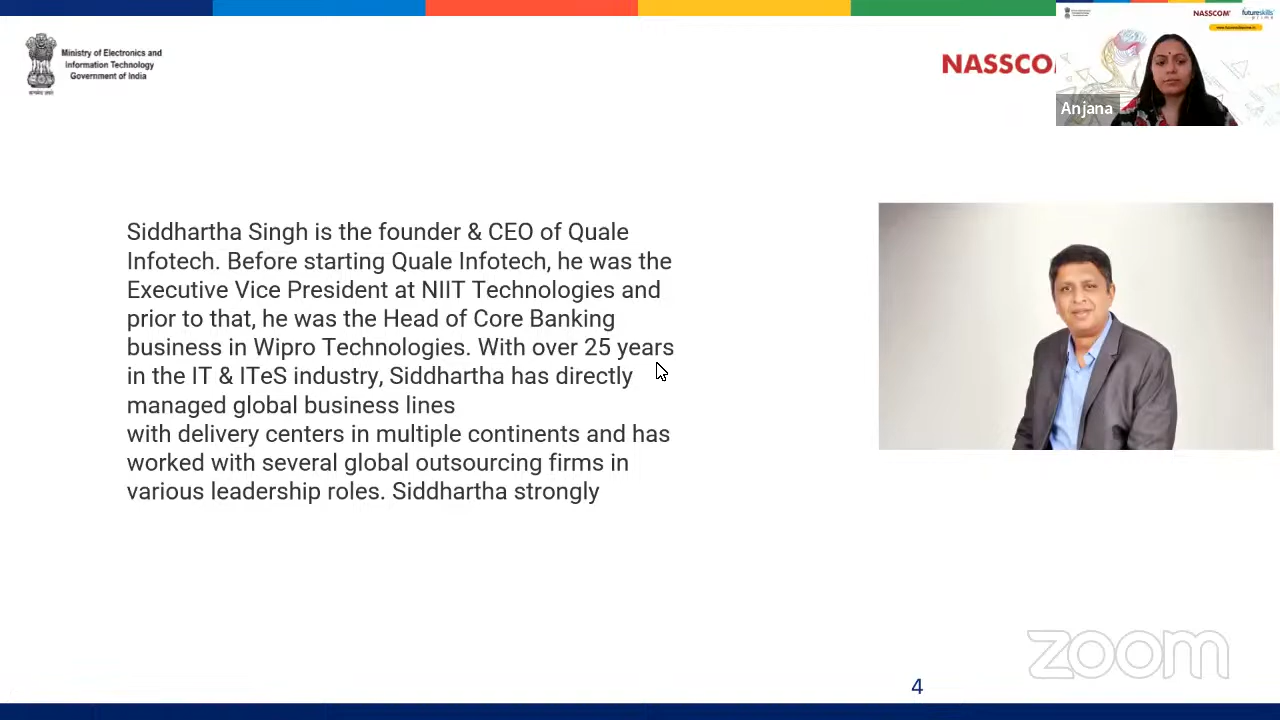 Ministry of Electronics and
Information Technology
Government of India
NASSCOM
NASSCOM
futureskills
prime
Anjana
Siddhartha Singh is the founder & CEO of Quale
Infotech. Before starting Quale Infotech, he was the
Executive Vice President at NIIT Technologies and
prior to that, he was the Head of Core Banking
business in Wipro Technologies. With over 25 years
in the IT & ITeS industry, Siddhartha has directly
managed global business lines
with delivery centers in multiple continents and has
worked with several global outsourcing firms in
various leadership roles. Siddhartha strongly
zoom
4